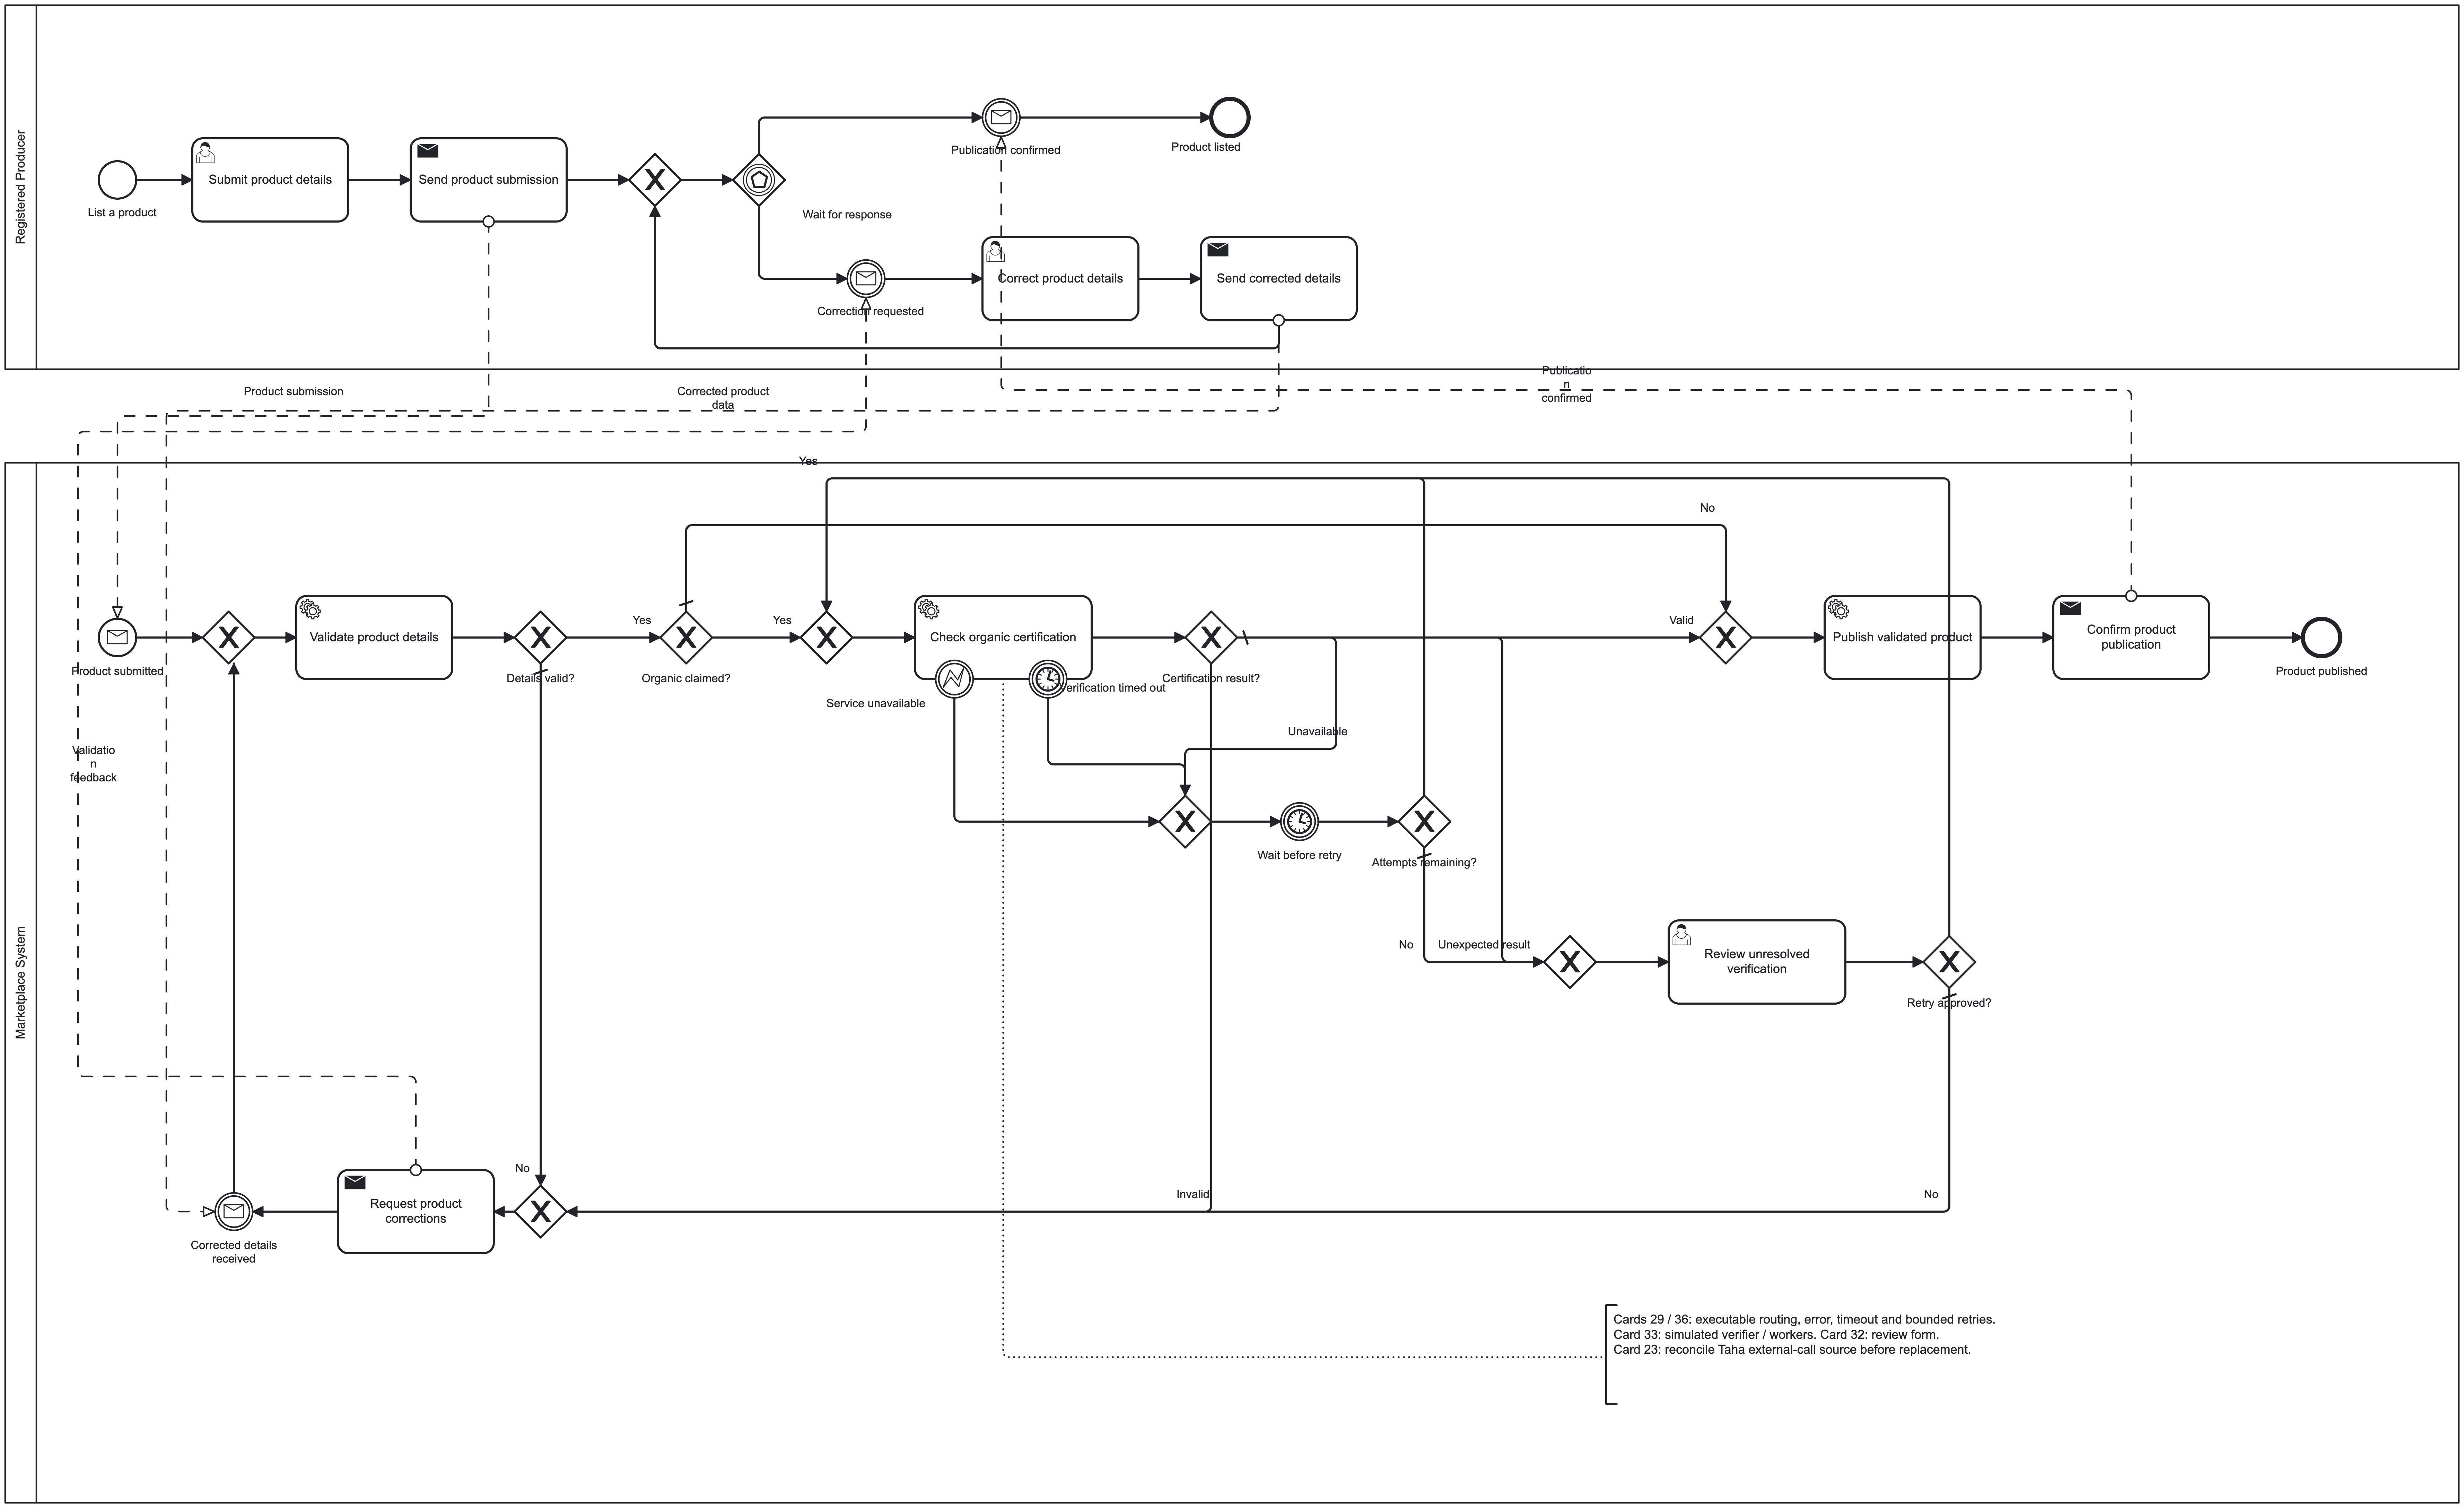 Registered Producer
List a product
Submit product details
Send product submission
Wait for response
Publication confirmed
Product listed
Correction requested
Correct product details
Send corrected details
Product submission
Corrected product
data
Publicatio
n
confirmed
Marketplace System
Yes
No
Product submitted
Validate product details
Details valid?
Yes
Organic claimed?
Yes
Check organic certification
Service unavailable
Verification timed out
Certification result?
Valid
Publish validated product
Confirm product
publication
Product published
Unavailable
Validatio
n
feedback
Wait before retry
Attempts remaining?
No
Unexpected result
Review unresolved
verification
Retry approved?
No
Invalid
No
Request product
corrections
Corrected details
received
Cards 29 / 36: executable routing, error, timeout and bounded retries.
Card 33: simulated verifier / workers. Card 32: review form.
Card 23: reconcile Taha external-call source before replacement.